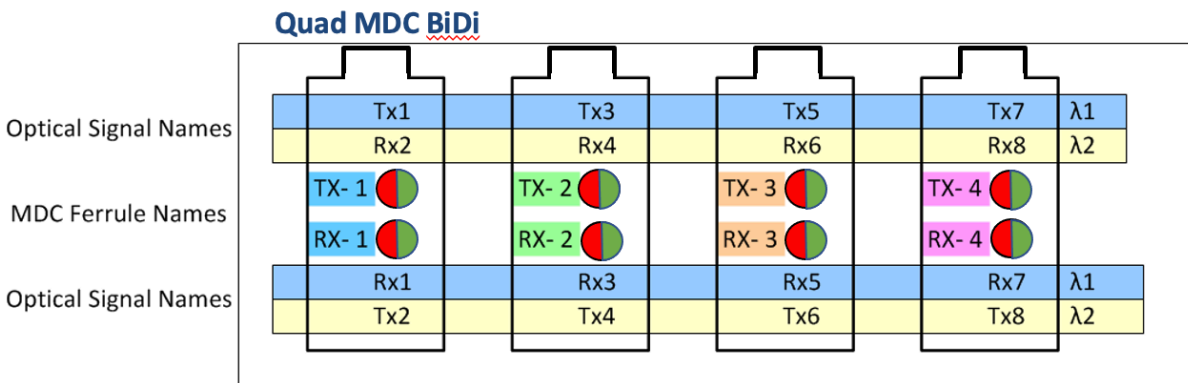 Quad MDC BiDi
Optical Signal Names
Tx1 Tx3 Tx5 Tx7 λ1
Rx2 Rx4 Rx6 Rx8 λ2
MDC Ferrule Names
TX- 1 TX- 2 TX- 3 TX- 4
RX- 1 RX- 2 RX- 3 RX- 4
Optical Signal Names
Rx1 Rx3 Rx5 Rx7 λ1
Tx2 Tx4 Tx6 Tx8 λ2